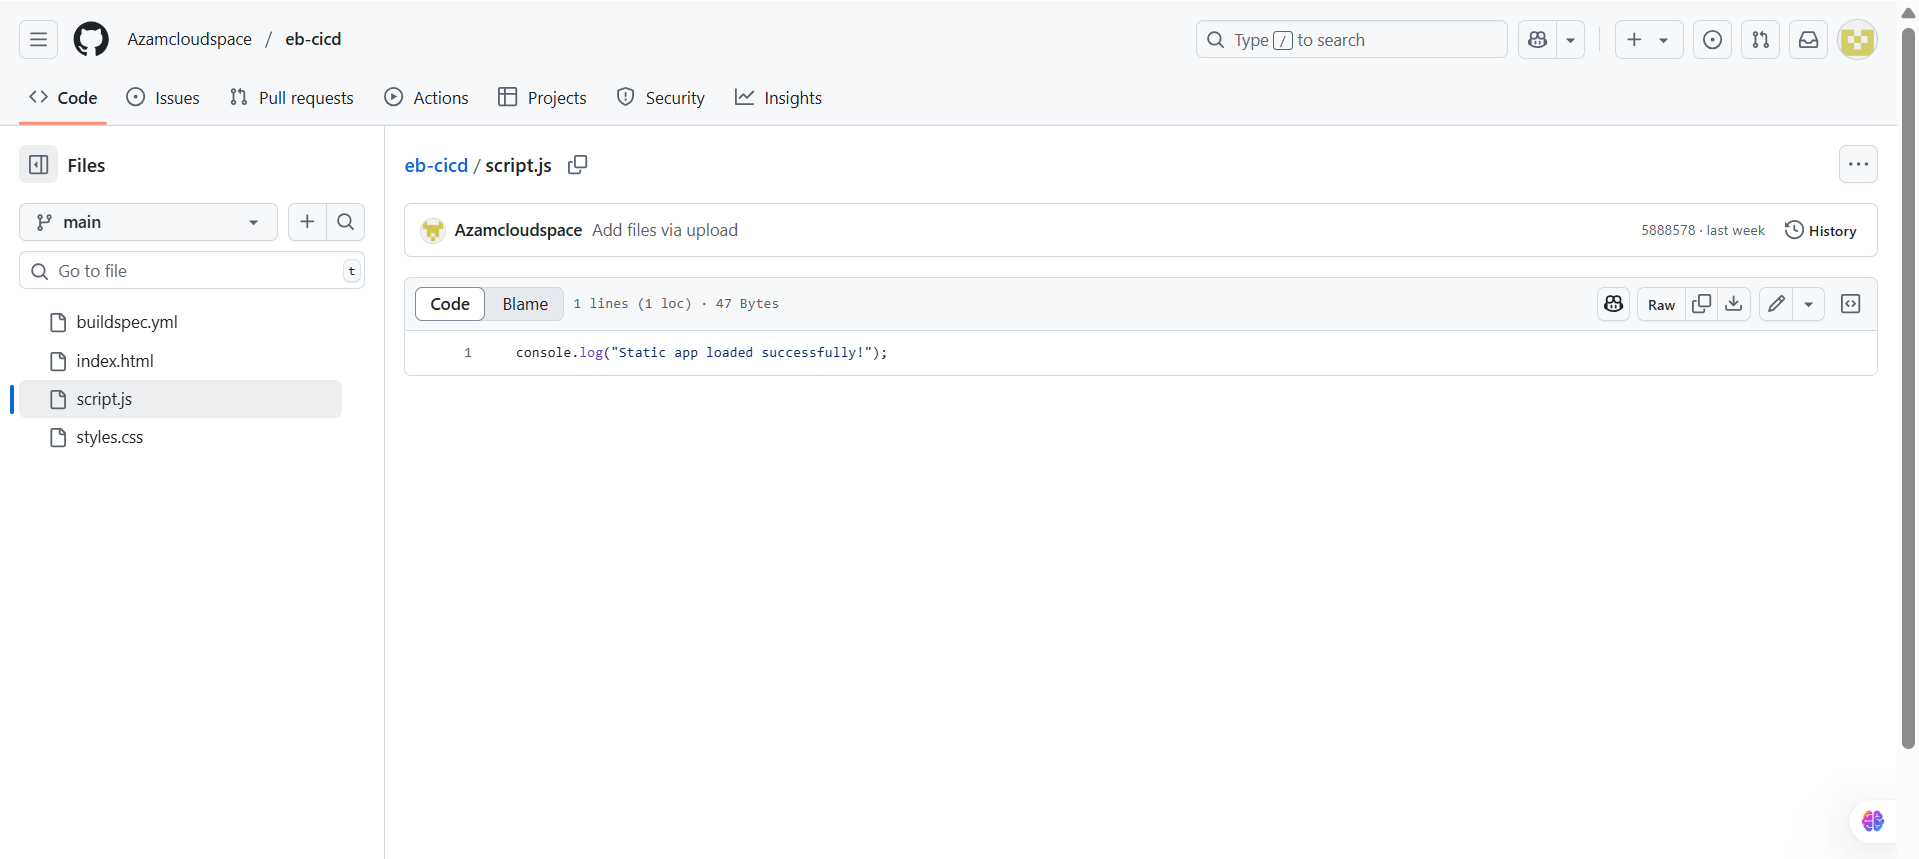 Azamcloudspace / eb-cicd
Type / to search
Code
Issues
Pull requests
Actions
Projects
Security
Insights
Files
main
Go to file
t
buildspec.yml
index.html
script.js
styles.css
eb-cicd / script.js
Azamcloudspace Add files via upload
5888578 · last week
History
Code
Blame
1 lines (1 loc) · 47 Bytes
Raw
1 console.log("Static app loaded successfully!");